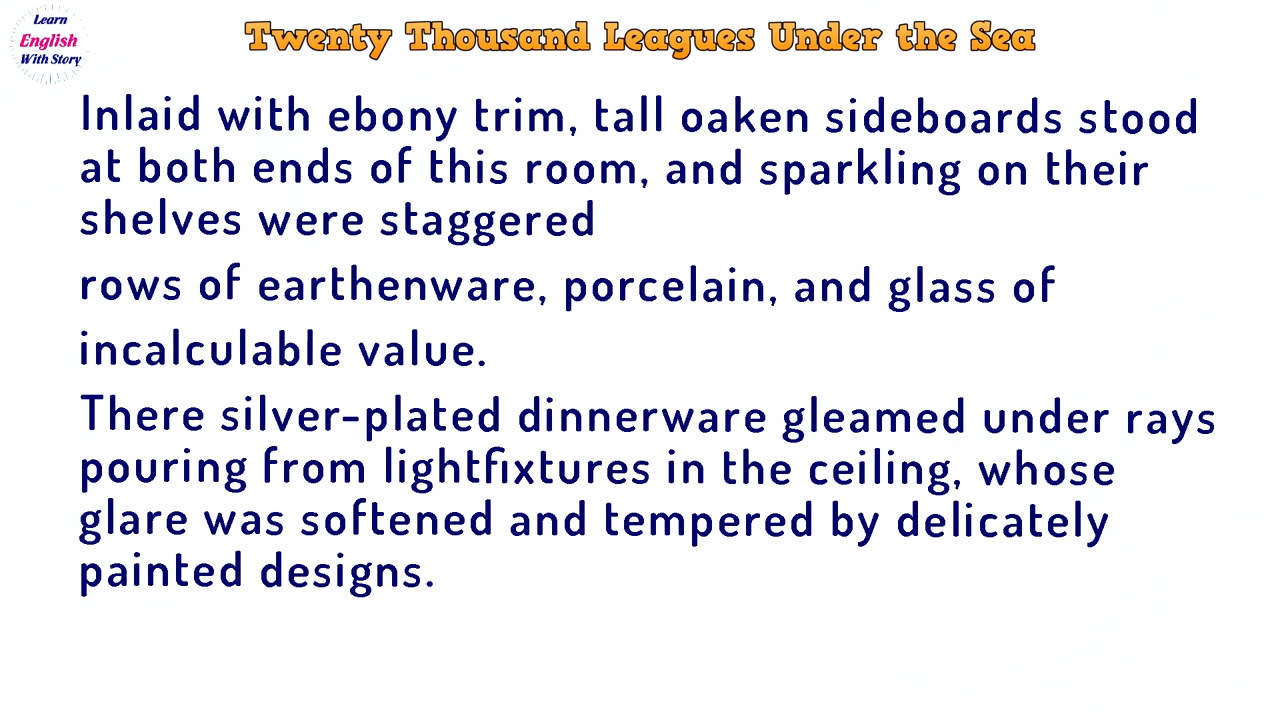 Learn
English
With Story
Twenty Thousand Leagues Under the Sea
Inlaid with ebony trim, tall oaken sideboards stood
at both ends of this room, and sparkling on their
shelves were staggered
rows of earthenware, porcelain, and glass of
incalculable value.
There silver-plated dinnerware gleamed under rays
pouring from lightfixtures in the ceiling, whose
glare was softened and tempered by delicately
painted designs.